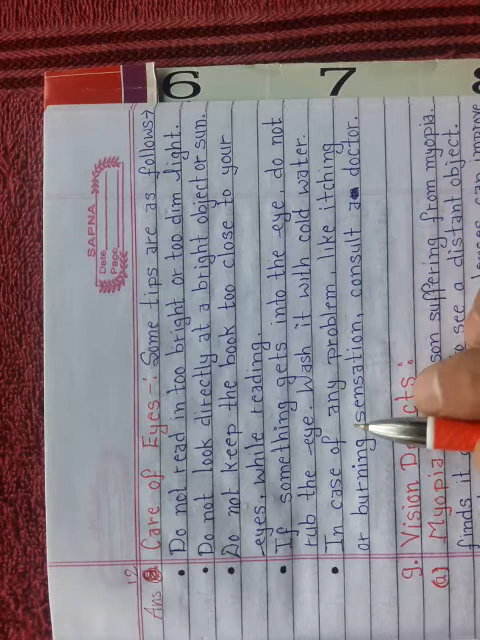 6 7
SAPNA
Date
Page
12
Ans Care of Eyes-: Some tips are as follows→
• Do not read in too bright or too dim light.
• Do not look directly at a bright object or sun.
• Do not keep the book too close to your
eyes, while reading.
• If something gets into the eye, do not
rub the eye. Wash it with cold water.
• In case of any problem, like itching
or burning sensation, consult a doctor.
9. Vision
(a) Myopia suffering from myopia.
finds it to see a distant object.
can improve